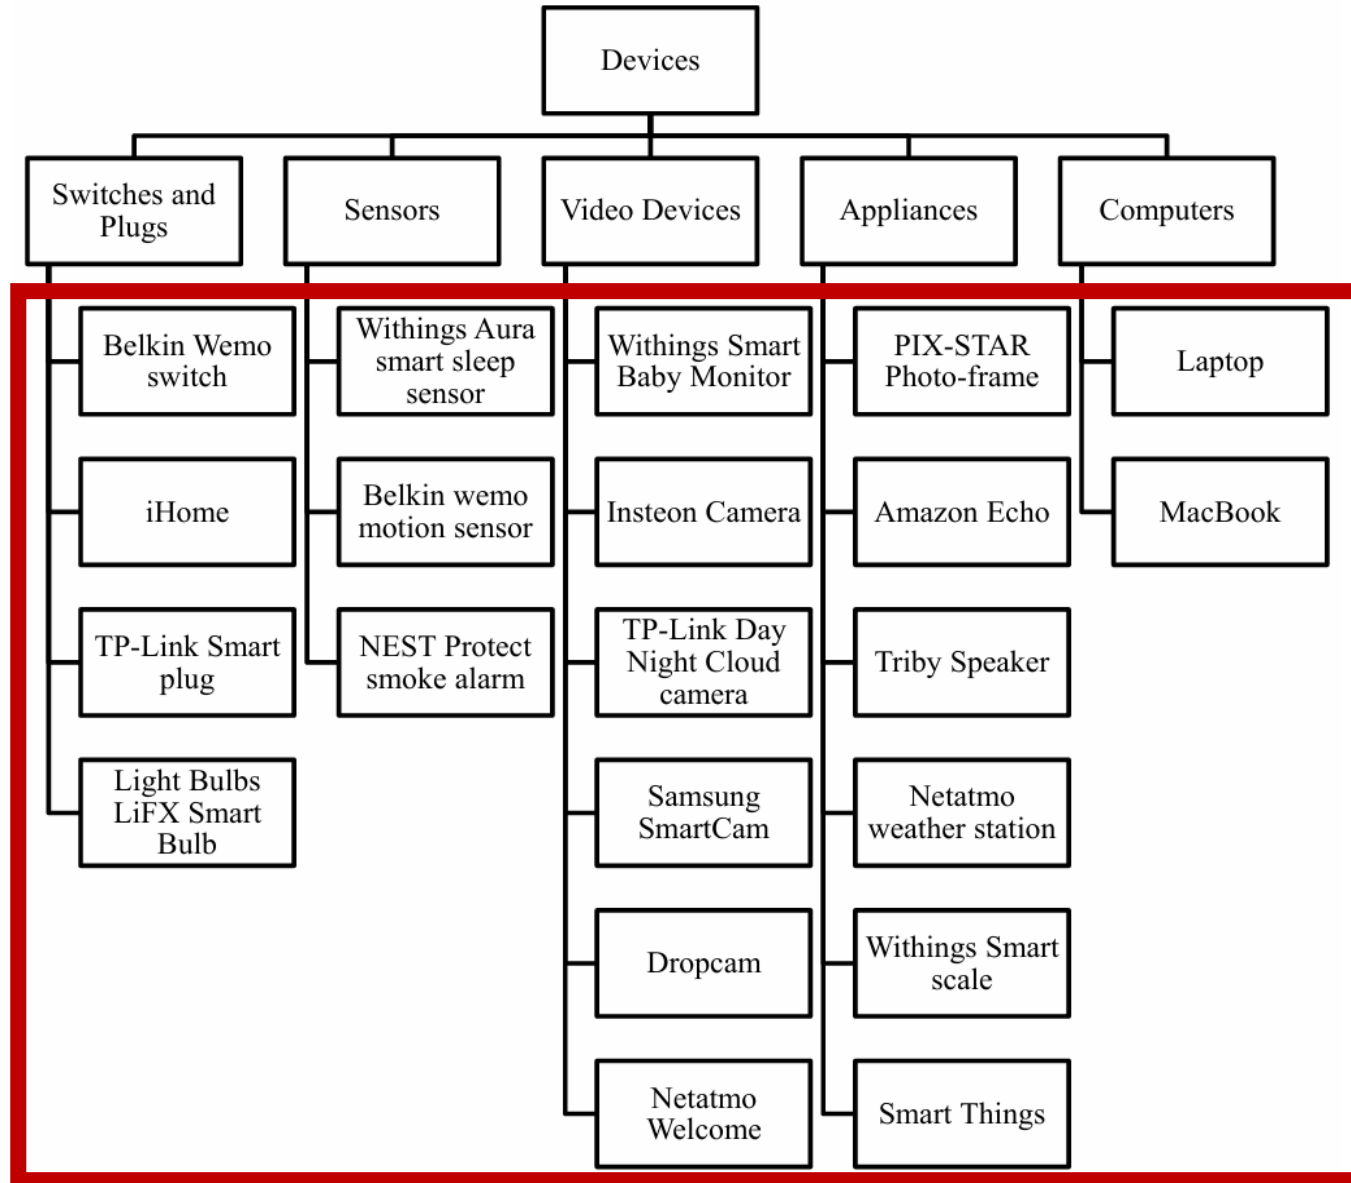 Devices
Switches and
Plugs
Sensors
Video Devices
Appliances
Computers
Belkin Wemo
switch
iHome
TP-Link Smart
plug
Light Bulbs
LiFX Smart
Bulb
Withings Aura
smart sleep
sensor
Belkin wemo
motion sensor
NEST Protect
smoke alarm
Withings Smart
Baby Monitor
Insteon Camera
TP-Link Day
Night Cloud
camera
Samsung
SmartCam
Dropcam
Netatmo
Welcome
PIX-STAR
Photo-frame
Amazon Echo
Triby Speaker
Netatmo
weather station
Withings Smart
scale
Smart Things
Laptop
MacBook